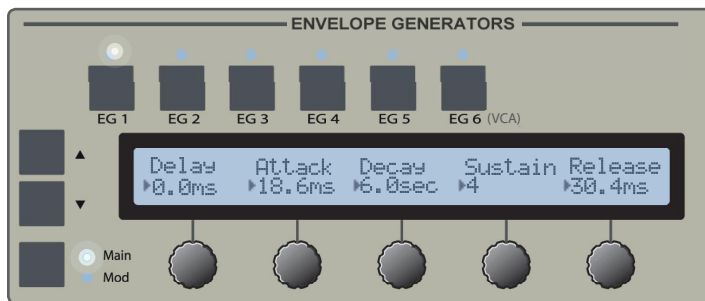 ENVELOPE GENERATORS
EG 1 EG 2 EG 3 EG 4 EG 5 EG 6 (VCA)
▲
Delay Attack Decay Sustain Release
▶0.0ms ▶18.6ms ▶6.0sec ▶4 ▶30.4ms
▼
Main
Mod